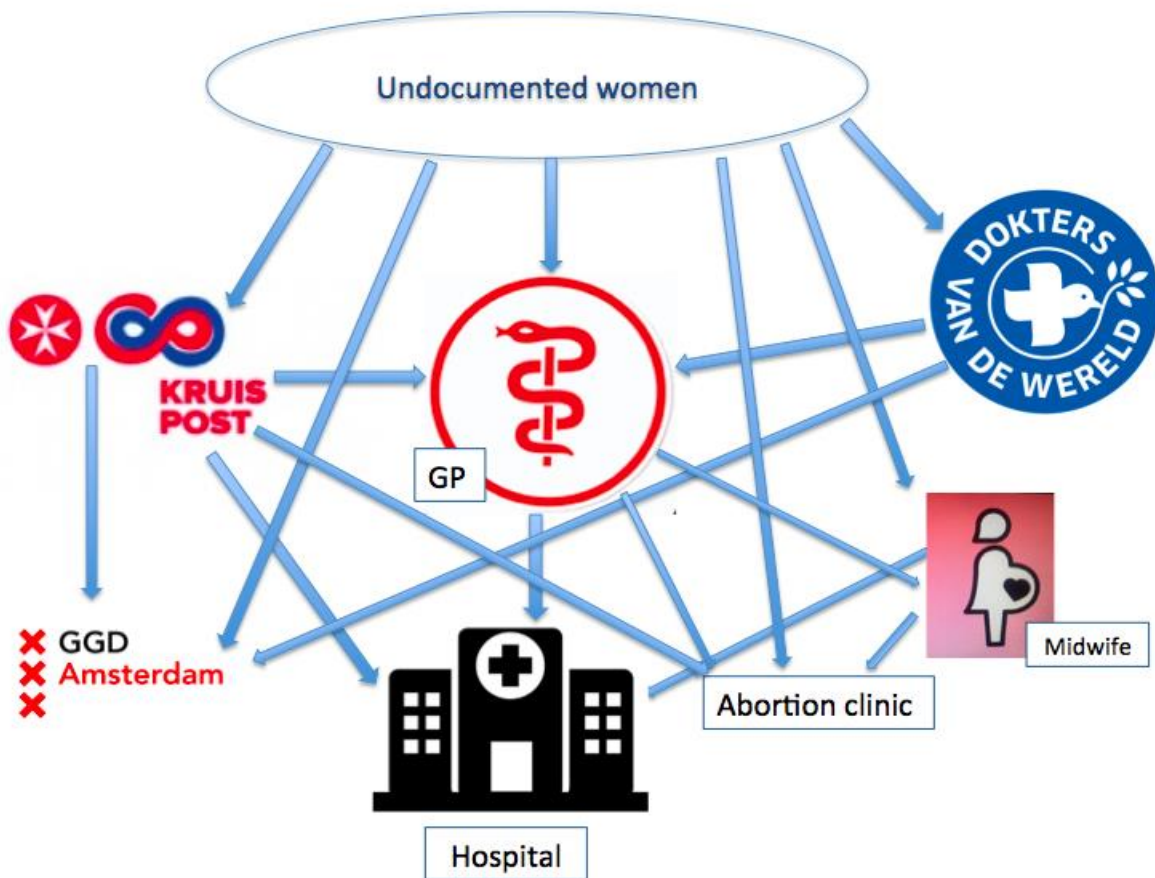 Undocumented women
DOKTERS
VAN DE WERELD
KRUIS
POST
GP
GGD
Amsterdam
Midwife
Abortion clinic
Hospital